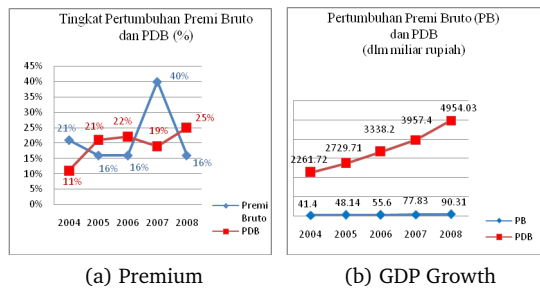 Tingkat Pertumbuhan Premi Bruto
dan PDB (%)
45%
40%
35%
30%
25%
20%
15%
10%
5%
0%
21%
16%
16%
40%
16%
11%
21%
22%
19%
25%
2004 2005 2006 2007 2008
Premi
Bruto
PDB
(a) Premium
Pertumbuhan Premi Bruto (PB)
dan PDB
(dlm miliar rupiah)
2261.72
2729.71
3338.2
3957.4
4954.03
41.4 48.14 55.6 77.83 90.31
2004 2005 2006 2007 2008
PB
PDB
(b) GDP Growth